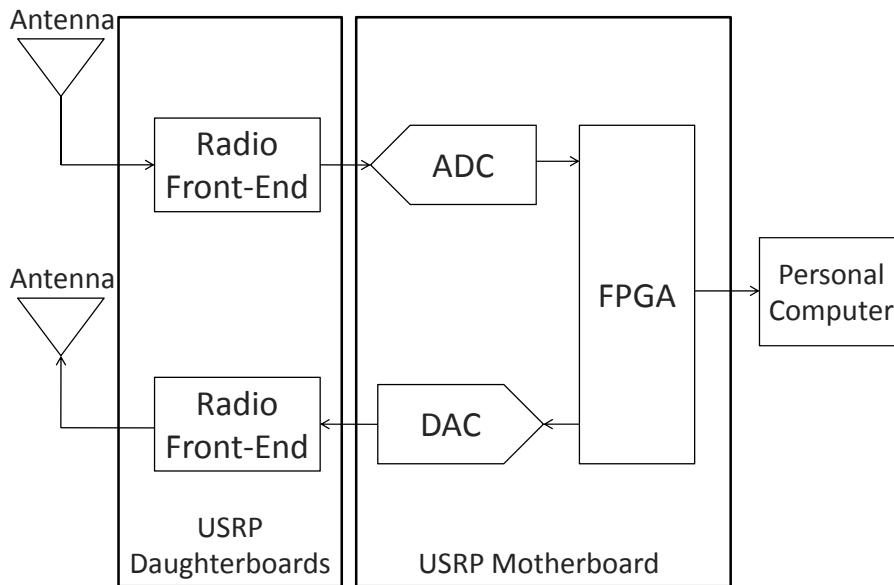 Antenna
Radio
Front-End
ADC
Antenna
FPGA
Personal
Computer
Radio
Front-End
DAC
USRP
Daughterboards
USRP Motherboard